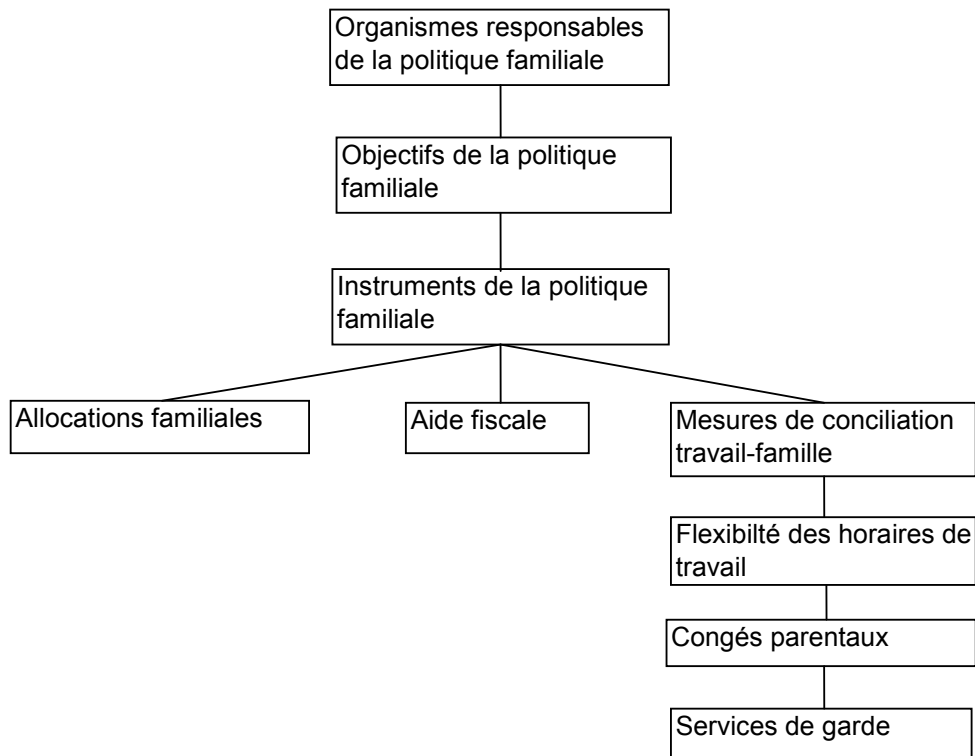 Organismes responsables
de la politique familiale
Objectifs de la politique
familiale
Instruments de la politique
familiale
Allocations familiales
Aide fiscale
Mesures de conciliation
travail-famille
Flexibilté des horaires de
travail
Congés parentaux
Services de garde